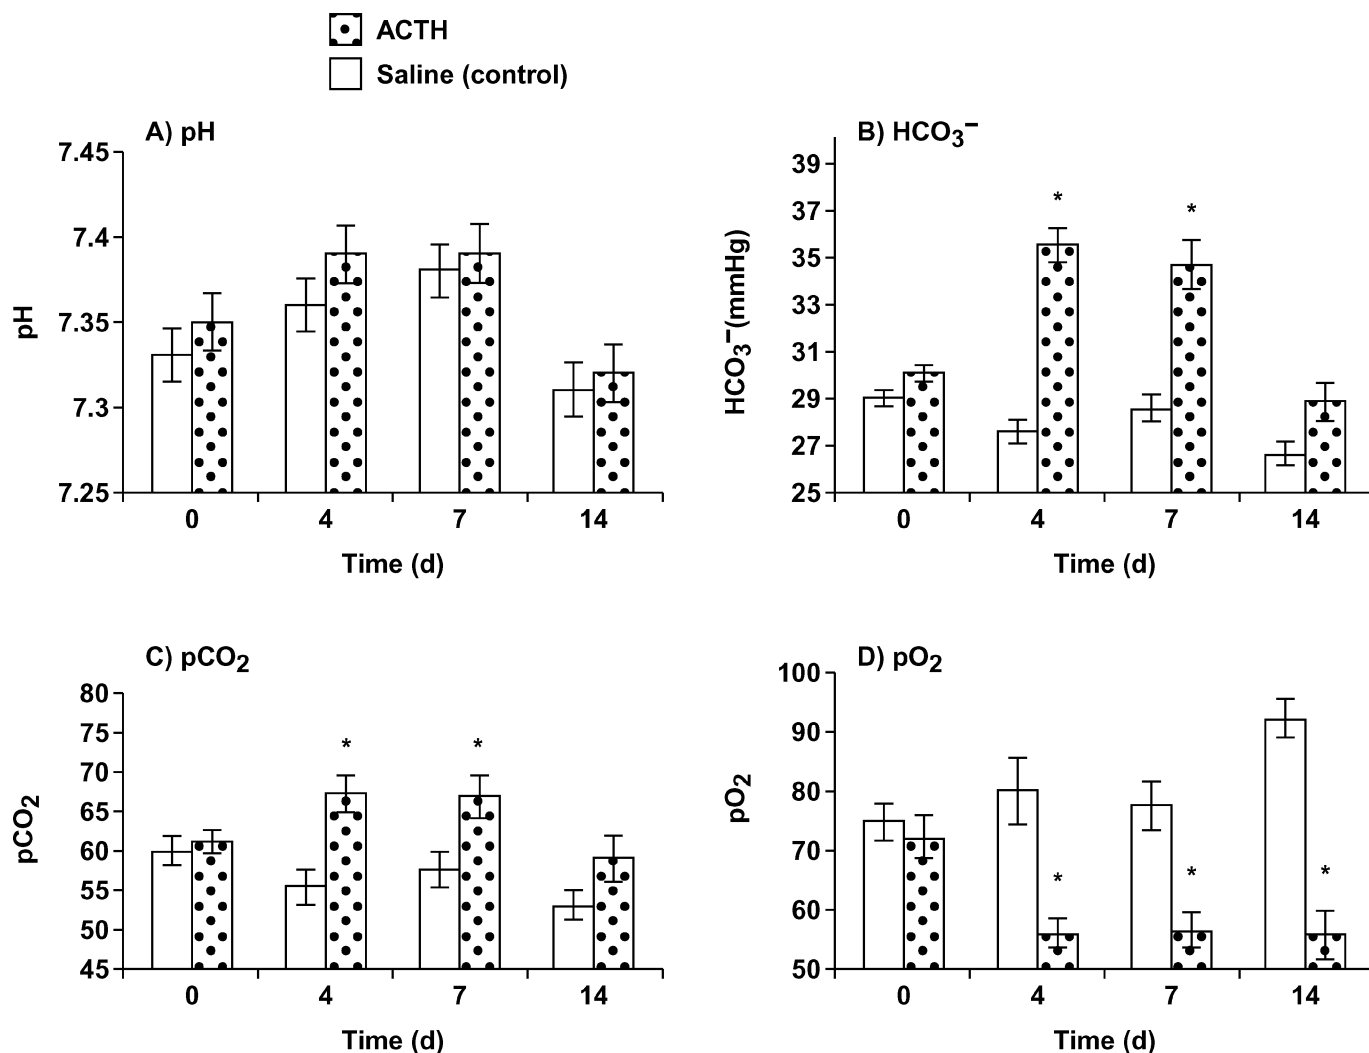 ACTH
Saline (control)
A) pH
7.45
7.4
7.35
7.3
7.25
pH
0 4 7 14
Time (d)
B) HCO3−
39
37
35
33
31
29
27
25
HCO3−(mmHg)
* *
0 4 7 14
Time (d)
C) pCO2
80
75
70
65
60
55
50
45
pCO2
* *
0 4 7 14
Time (d)
D) pO2
100
90
80
70
60
50
pO2
* * *
0 4 7 14
Time (d)